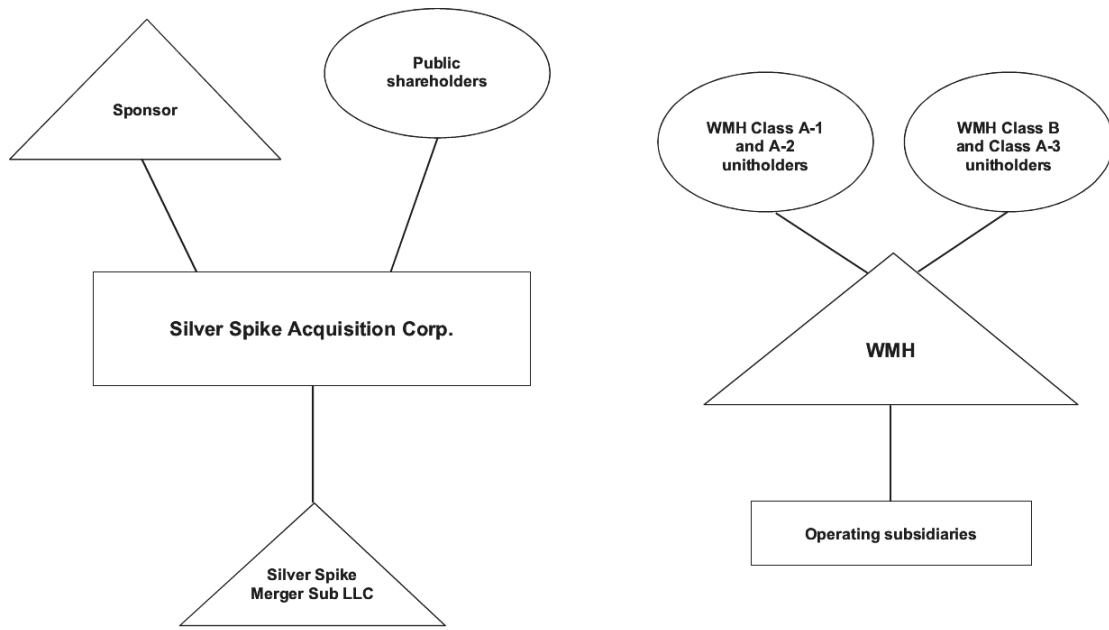 Sponsor
Public
shareholders
Silver Spike Acquisition Corp.
Silver Spike
Merger Sub LLC
WMH Class A-1
and A-2
unitholders
WMH Class B
and Class A-3
unitholders
WMH
Operating subsidiaries